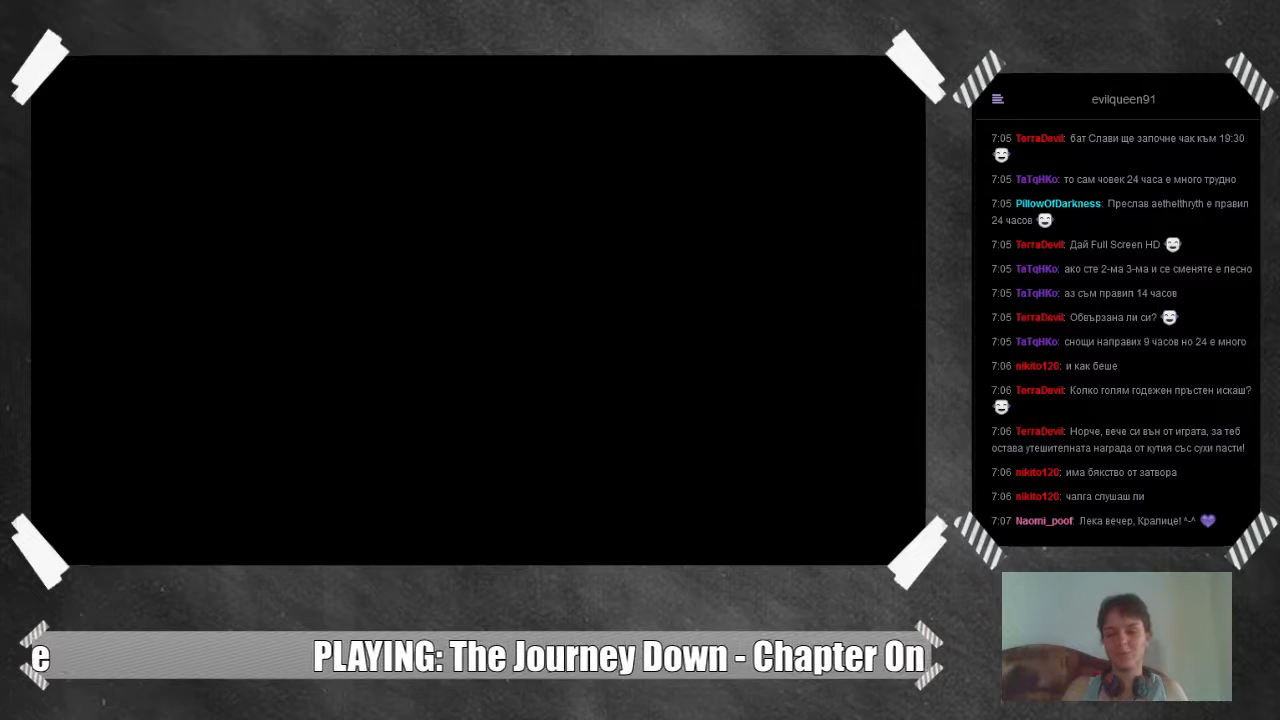 evilqueen91
7:05 TerraDevil: бат Слави ще започне чак към 19:30
7:05 TaTqHKo: то сам човек 24 часа е много трудно
7:05 PillowOfDarkness: Преслав aethelthryth е правил
24 часов
7:05 TerraDevil: Дай Full Screen HD
7:05 TaTqHKo: ако сте 2-ма 3-ма и се сменяте е лесно
7:05 TaTqHKo: аз съм правил 14 часов
7:05 TerraDevil: Обвързана ли си?
7:05 TaTqHKo: снощи направих 9 часов но 24 е много
7:06 nikito120: и как беше
7:06 TerraDevil: Колко голям годежен пръстен искаш?
7:06 TerraDevil: Норче, вече си вън от играта, за теб
остава утешителната награда от кутия със сухи пасти!
7:06 nikito120: има бякство от затвора
7:06 nikito120: чалга слушаш ли
7:07 Naomi_poof: Лека вечер, Кралице! ^-^
e PLAYING: The Journey Down - Chapter On